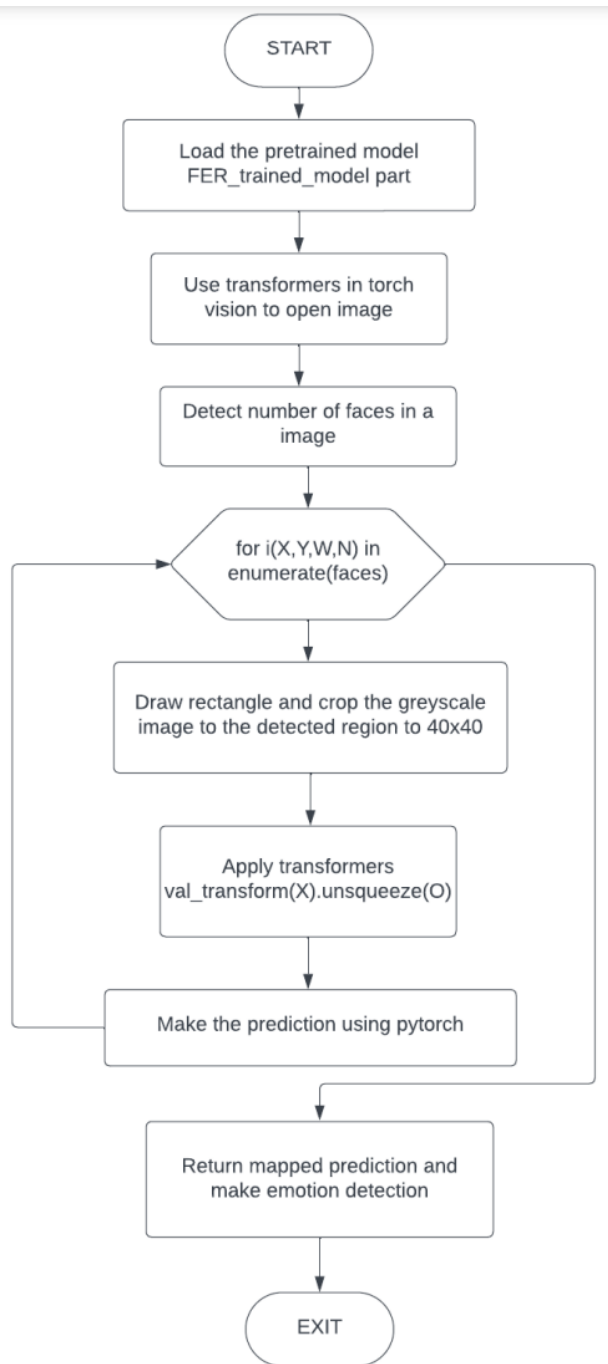 START
Load the pretrained model
FER_trained_model part
Use transformers in torch
vision to open image
Detect number of faces in a
image
for i(X,Y,W,N) in
enumerate(faces)
Draw rectangle and crop the greyscale
image to the detected region to 40x40
Apply transformers
val_transform(X).unsqueeze(O)
Make the prediction using pytorch
Return mapped prediction and
make emotion detection
EXIT